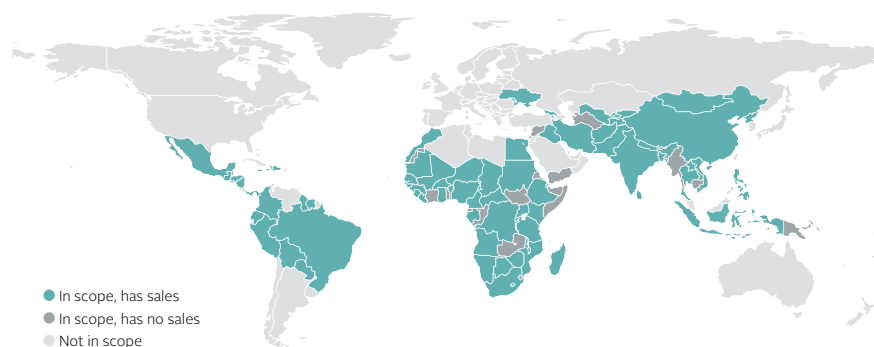 In scope, has sales
In scope, has no sales
Not in scope